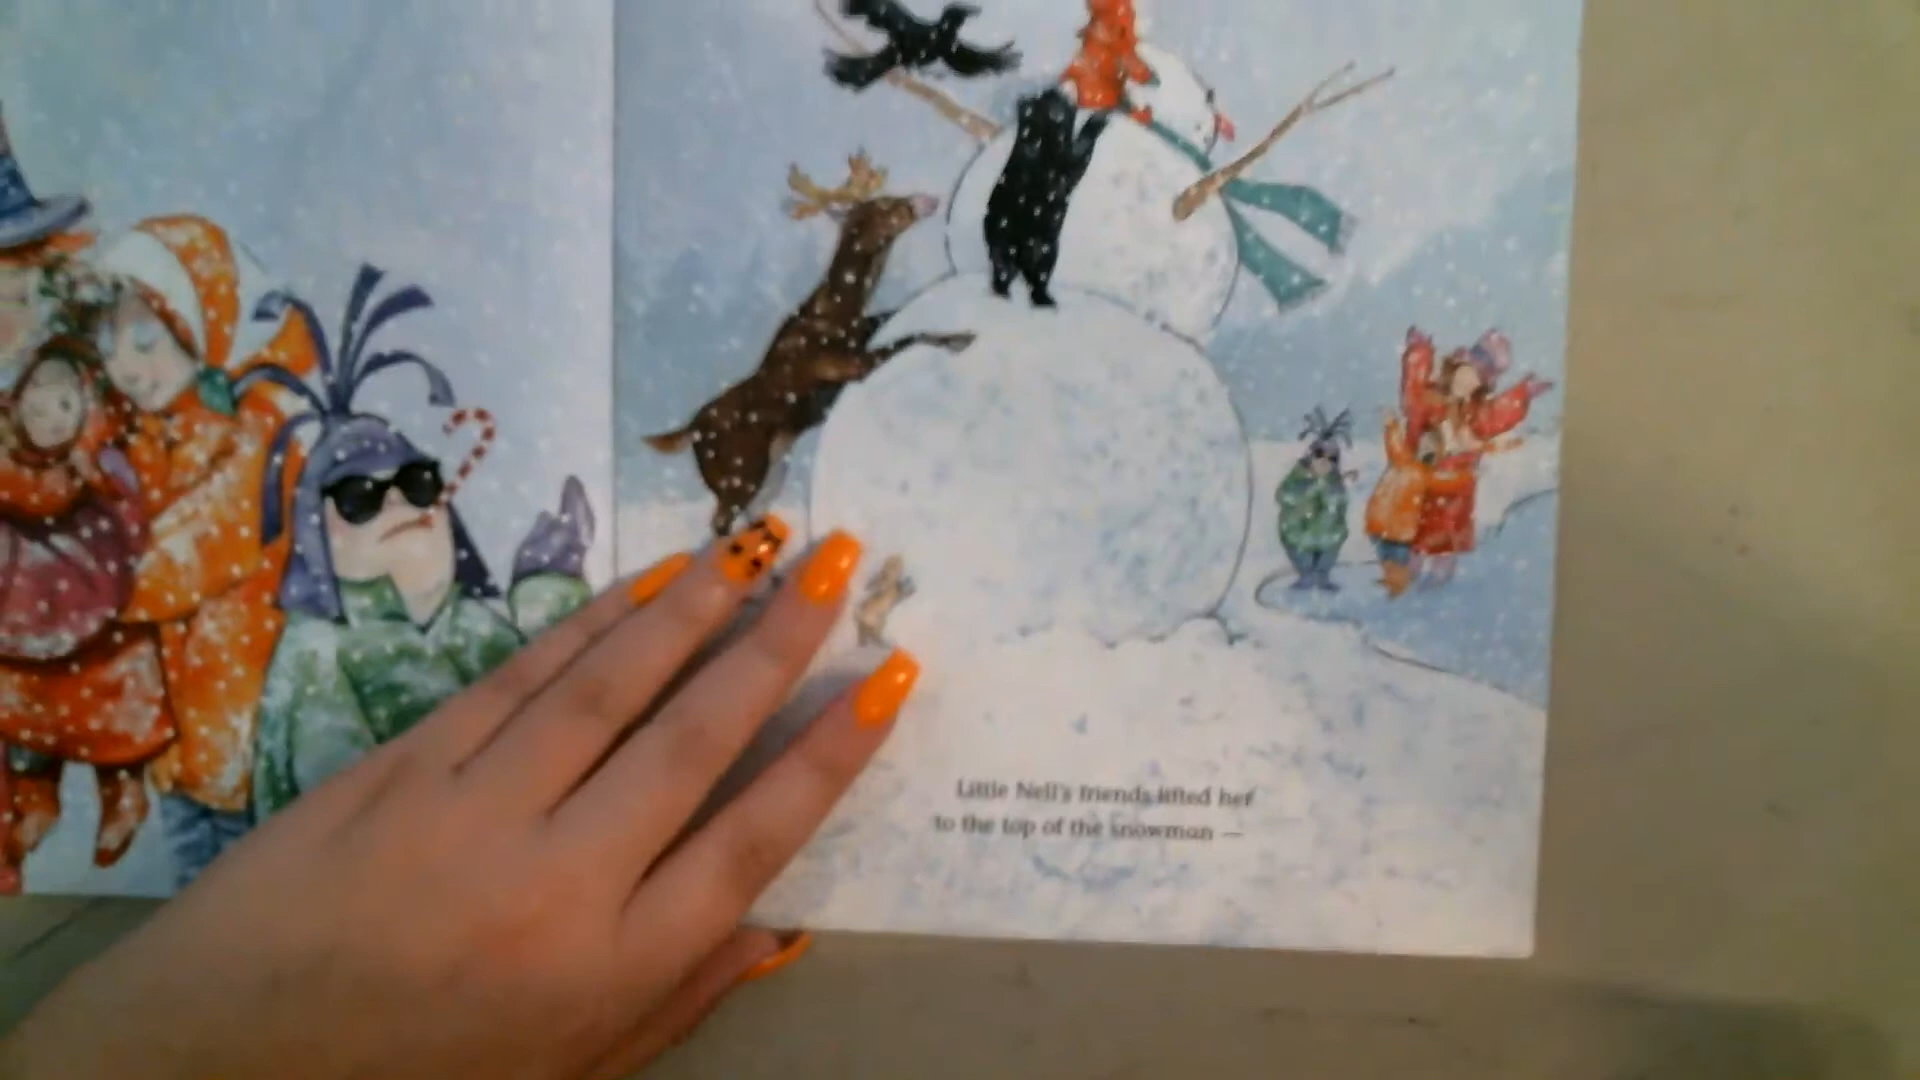 Little Nell's friends lifted her
to the top of the snowman —